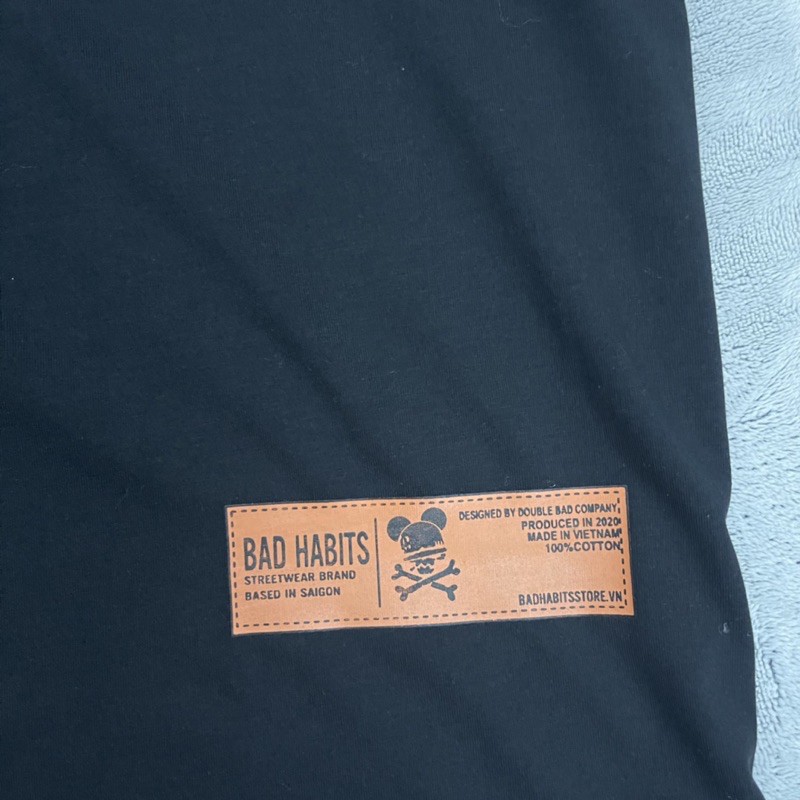 BAD HABITS
STREETWEAR BRAND
BASED IN SAIGON
DESIGNED BY DOUBLE BAD COMPANY
PRODUCED IN 2020
MADE IN VIETNAM
100%COTTON
BADHABITSSTORE.VN